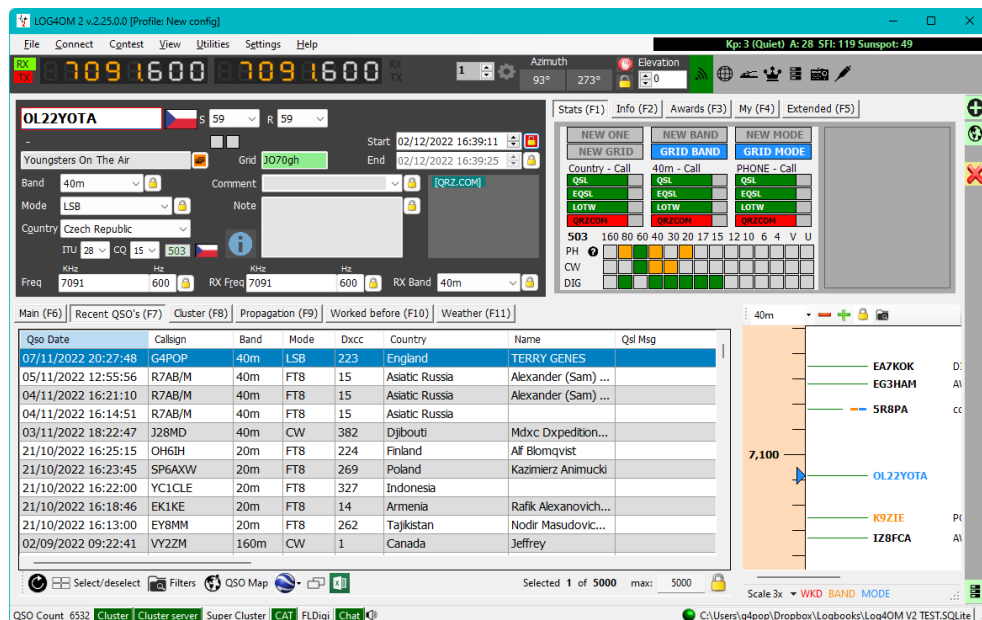 LOG4OM 2 v.2.25.0.0 [Profile: New config]
File Connect Contest View Utilities Settings Help
Kp: 3 (Quiet) A: 28 SFI: 119 Sunspot: 49
RX TX 7091.600 7091.600 RX TX 1 Azimuth 93° 273° Elevation 0
OL22YOTA S 59 R 59
-
Start 02/12/2022 16:39:11
Youngsters On The Air Grid JO70gh End 02/12/2022 16:39:25
Band 40m Comment [QRZ.COM]
Mode LSB Note
Country Czech Republic
ITU 28 CQ 15 503
KHz Hz KHz Hz
Freq 7091 600 RX Freq 7091 600 RX Band 40m
Stats (F1) Info (F2) Awards (F3) My (F4) Extended (F5)
NEW ONE NEW BAND NEW MODE
NEW GRID GRID BAND GRID MODE
Country - Call 40m - Call PHONE - Call
QSL QSL QSL
EQSL EQSL EQSL
LOTW LOTW LOTW
QRZCOM QRZCOM QRZCOM
503 160 80 60 40 30 20 17 15 12 10 6 4 V U
PH
CW
DIG
Main (F6) Recent QSO's (F7) Cluster (F8) Propagation (F9) Worked before (F10) Weather (F11)
Qso Date Callsign Band Mode Dxcc Country Name Qsl Msg
07/11/2022 20:27:48 G4POP 40m LSB 223 England TERRY GENES
05/11/2022 12:55:56 R7AB/M 40m FT8 15 Asiatic Russia Alexander (Sam) ...
04/11/2022 16:21:10 R7AB/M 40m FT8 15 Asiatic Russia Alexander (Sam) ...
04/11/2022 16:14:51 R7AB/M 40m FT8 15 Asiatic Russia
03/11/2022 18:22:47 J28MD 40m CW 382 Djibouti Mdxc Dxpedition...
21/10/2022 16:25:15 OH6IH 20m FT8 224 Finland Alf Blomqvist
21/10/2022 16:23:45 SP6AXW 20m FT8 269 Poland Kazimierz Animucki
21/10/2022 16:22:00 YC1CLE 20m FT8 327 Indonesia
21/10/2022 16:18:46 EK1KE 20m FT8 14 Armenia Rafik Alexanovich...
21/10/2022 16:13:00 EY8MM 20m FT8 262 Tajikistan Nodir Masudovic...
02/09/2022 09:22:41 VY2ZM 160m CW 1 Canada Jeffrey
Select/deselect Filters QSO Map Selected 1 of 5000 max: 5000
40m
EA7KOK
EG3HAM
5R8PA
7,100
OL22YOTA
K9ZIE
IZ8FCA
Scale 3x WKD BAND MODE
QSO Count 6532 Cluster Cluster server Super Cluster CAT FLDigi Chat C:\Users\g4pop\Dropbox\Logbooks\Log4OM V2 TEST.SQLite